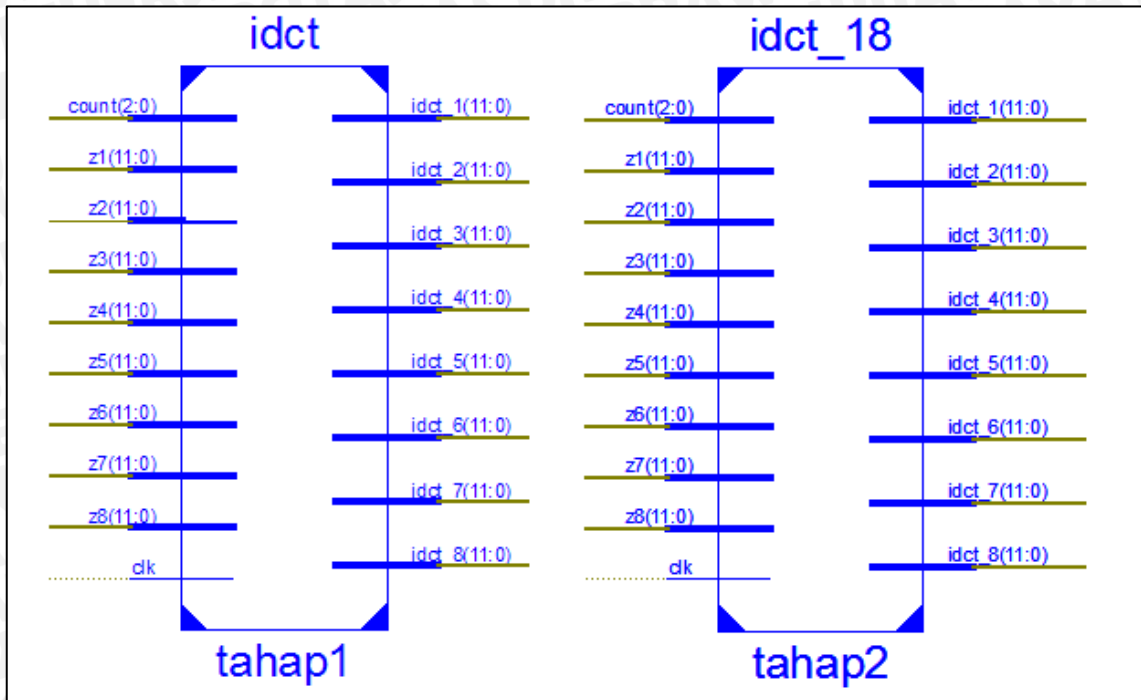 idct
count(2:0)
z1(11:0)
z2(11:0)
z3(11:0)
z4(11:0)
z5(11:0)
z6(11:0)
z7(11:0)
z8(11:0)
clk
idct_1(11:0)
idct_2(11:0)
idct_3(11:0)
idct_4(11:0)
idct_5(11:0)
idct_6(11:0)
idct_7(11:0)
idct_8(11:0)
tahap1
idct_18
count(2:0)
z1(11:0)
z2(11:0)
z3(11:0)
z4(11:0)
z5(11:0)
z6(11:0)
z7(11:0)
z8(11:0)
clk
idct_1(11:0)
idct_2(11:0)
idct_3(11:0)
idct_4(11:0)
idct_5(11:0)
idct_6(11:0)
idct_7(11:0)
idct_8(11:0)
tahap2